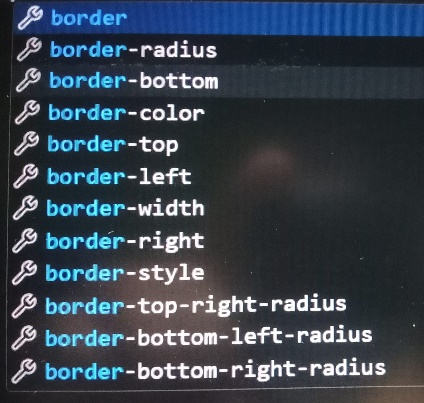 border
border-radius
border-bottom
border-color
border-top
border-left
border-width
border-right
border-style
border-top-right-radius
border-bottom-left-radius
border-bottom-right-radius